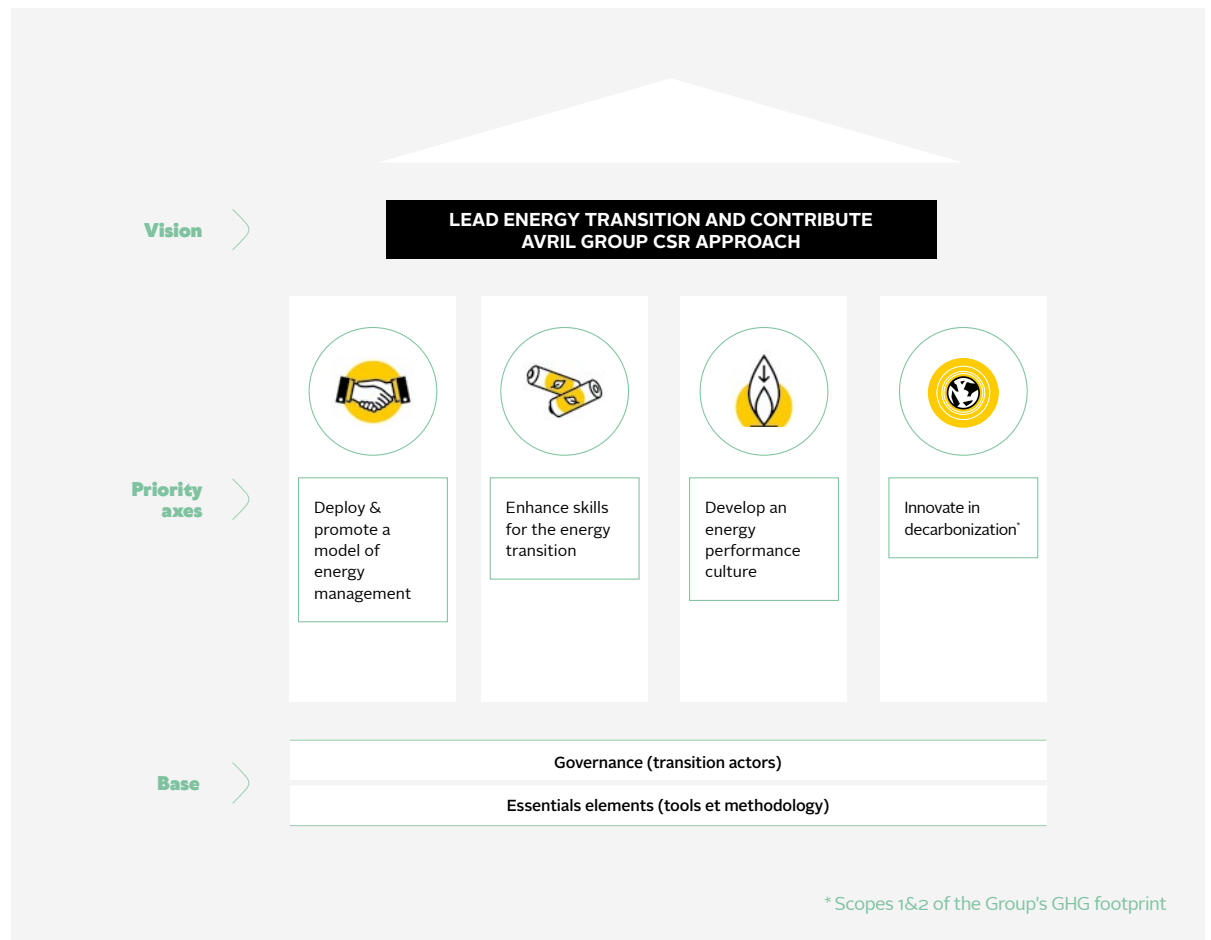 Vision
LEAD ENERGY TRANSITION AND CONTRIBUTE
AVRIL GROUP CSR APPROACH
Priority
axes
Deploy &
promote a
model of
energy
management
Enhance skills
for the energy
transition
Develop an
energy
performance
culture
Innovate in
decarbonization*
Base
Governance (transition actors)
Essentials elements (tools et methodology)
* Scopes 1&2 of the Group's GHG footprint